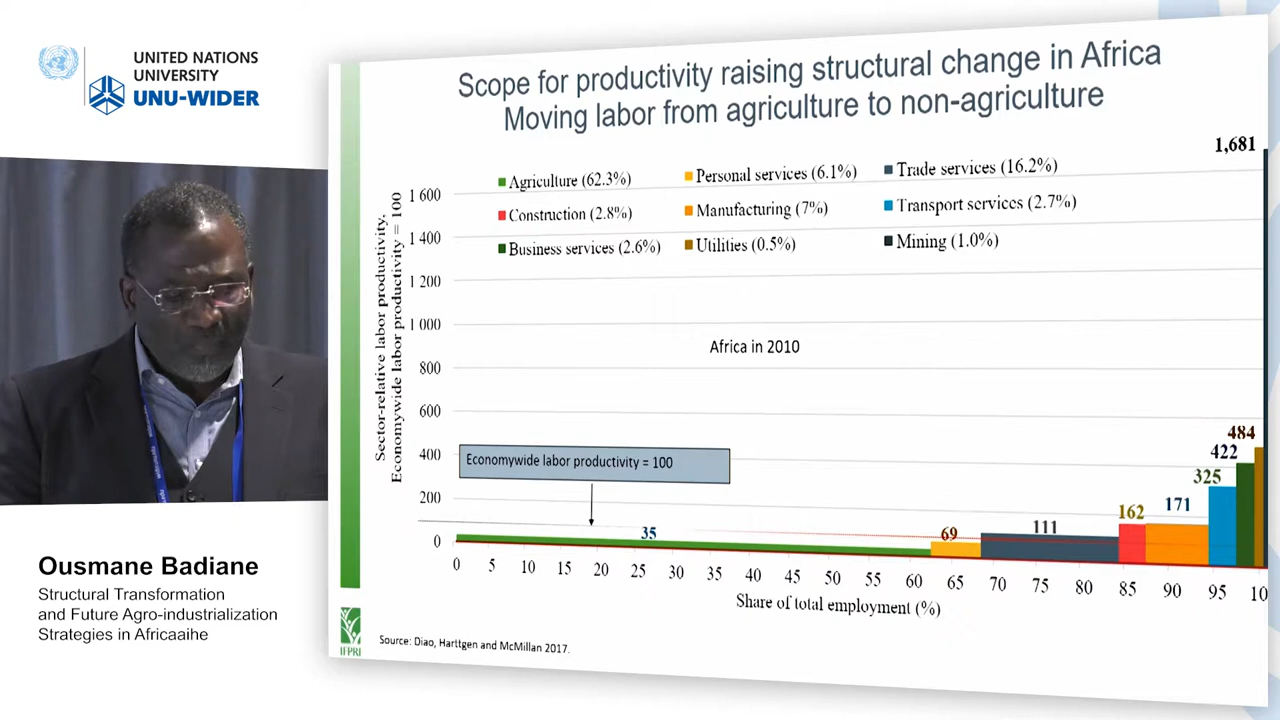 UNITED NATIONS
UNIVERSITY
UNU-WIDER
Ousmane Badiane
Structural Transformation
and Future Agro-industrialization
Strategies in Africaaihe
Scope for productivity raising structural change in Africa
Moving labor from agriculture to non-agriculture
1,681
Agriculture (62.3%)
Personal services (6.1%)
Trade services (16.2%)
Construction (2.8%)
Manufacturing (7%)
Transport services (2.7%)
Business services (2.6%)
Utilities (0.5%)
Mining (1.0%)
Sector-relative labor productivity,
Economywide labor productivity = 100
1 600
1 400
1 200
1 000
800
600
400
200
0
Africa in 2010
Economywide labor productivity = 100
35
69
111
162
171
325
422
484
0 5 10 15 20 25 30 35 40 45 50 55 60 65 70 75 80 85 90 95 10
Share of total employment (%)
IFPRI
Source: Diao, Harttgen and McMillan 2017.